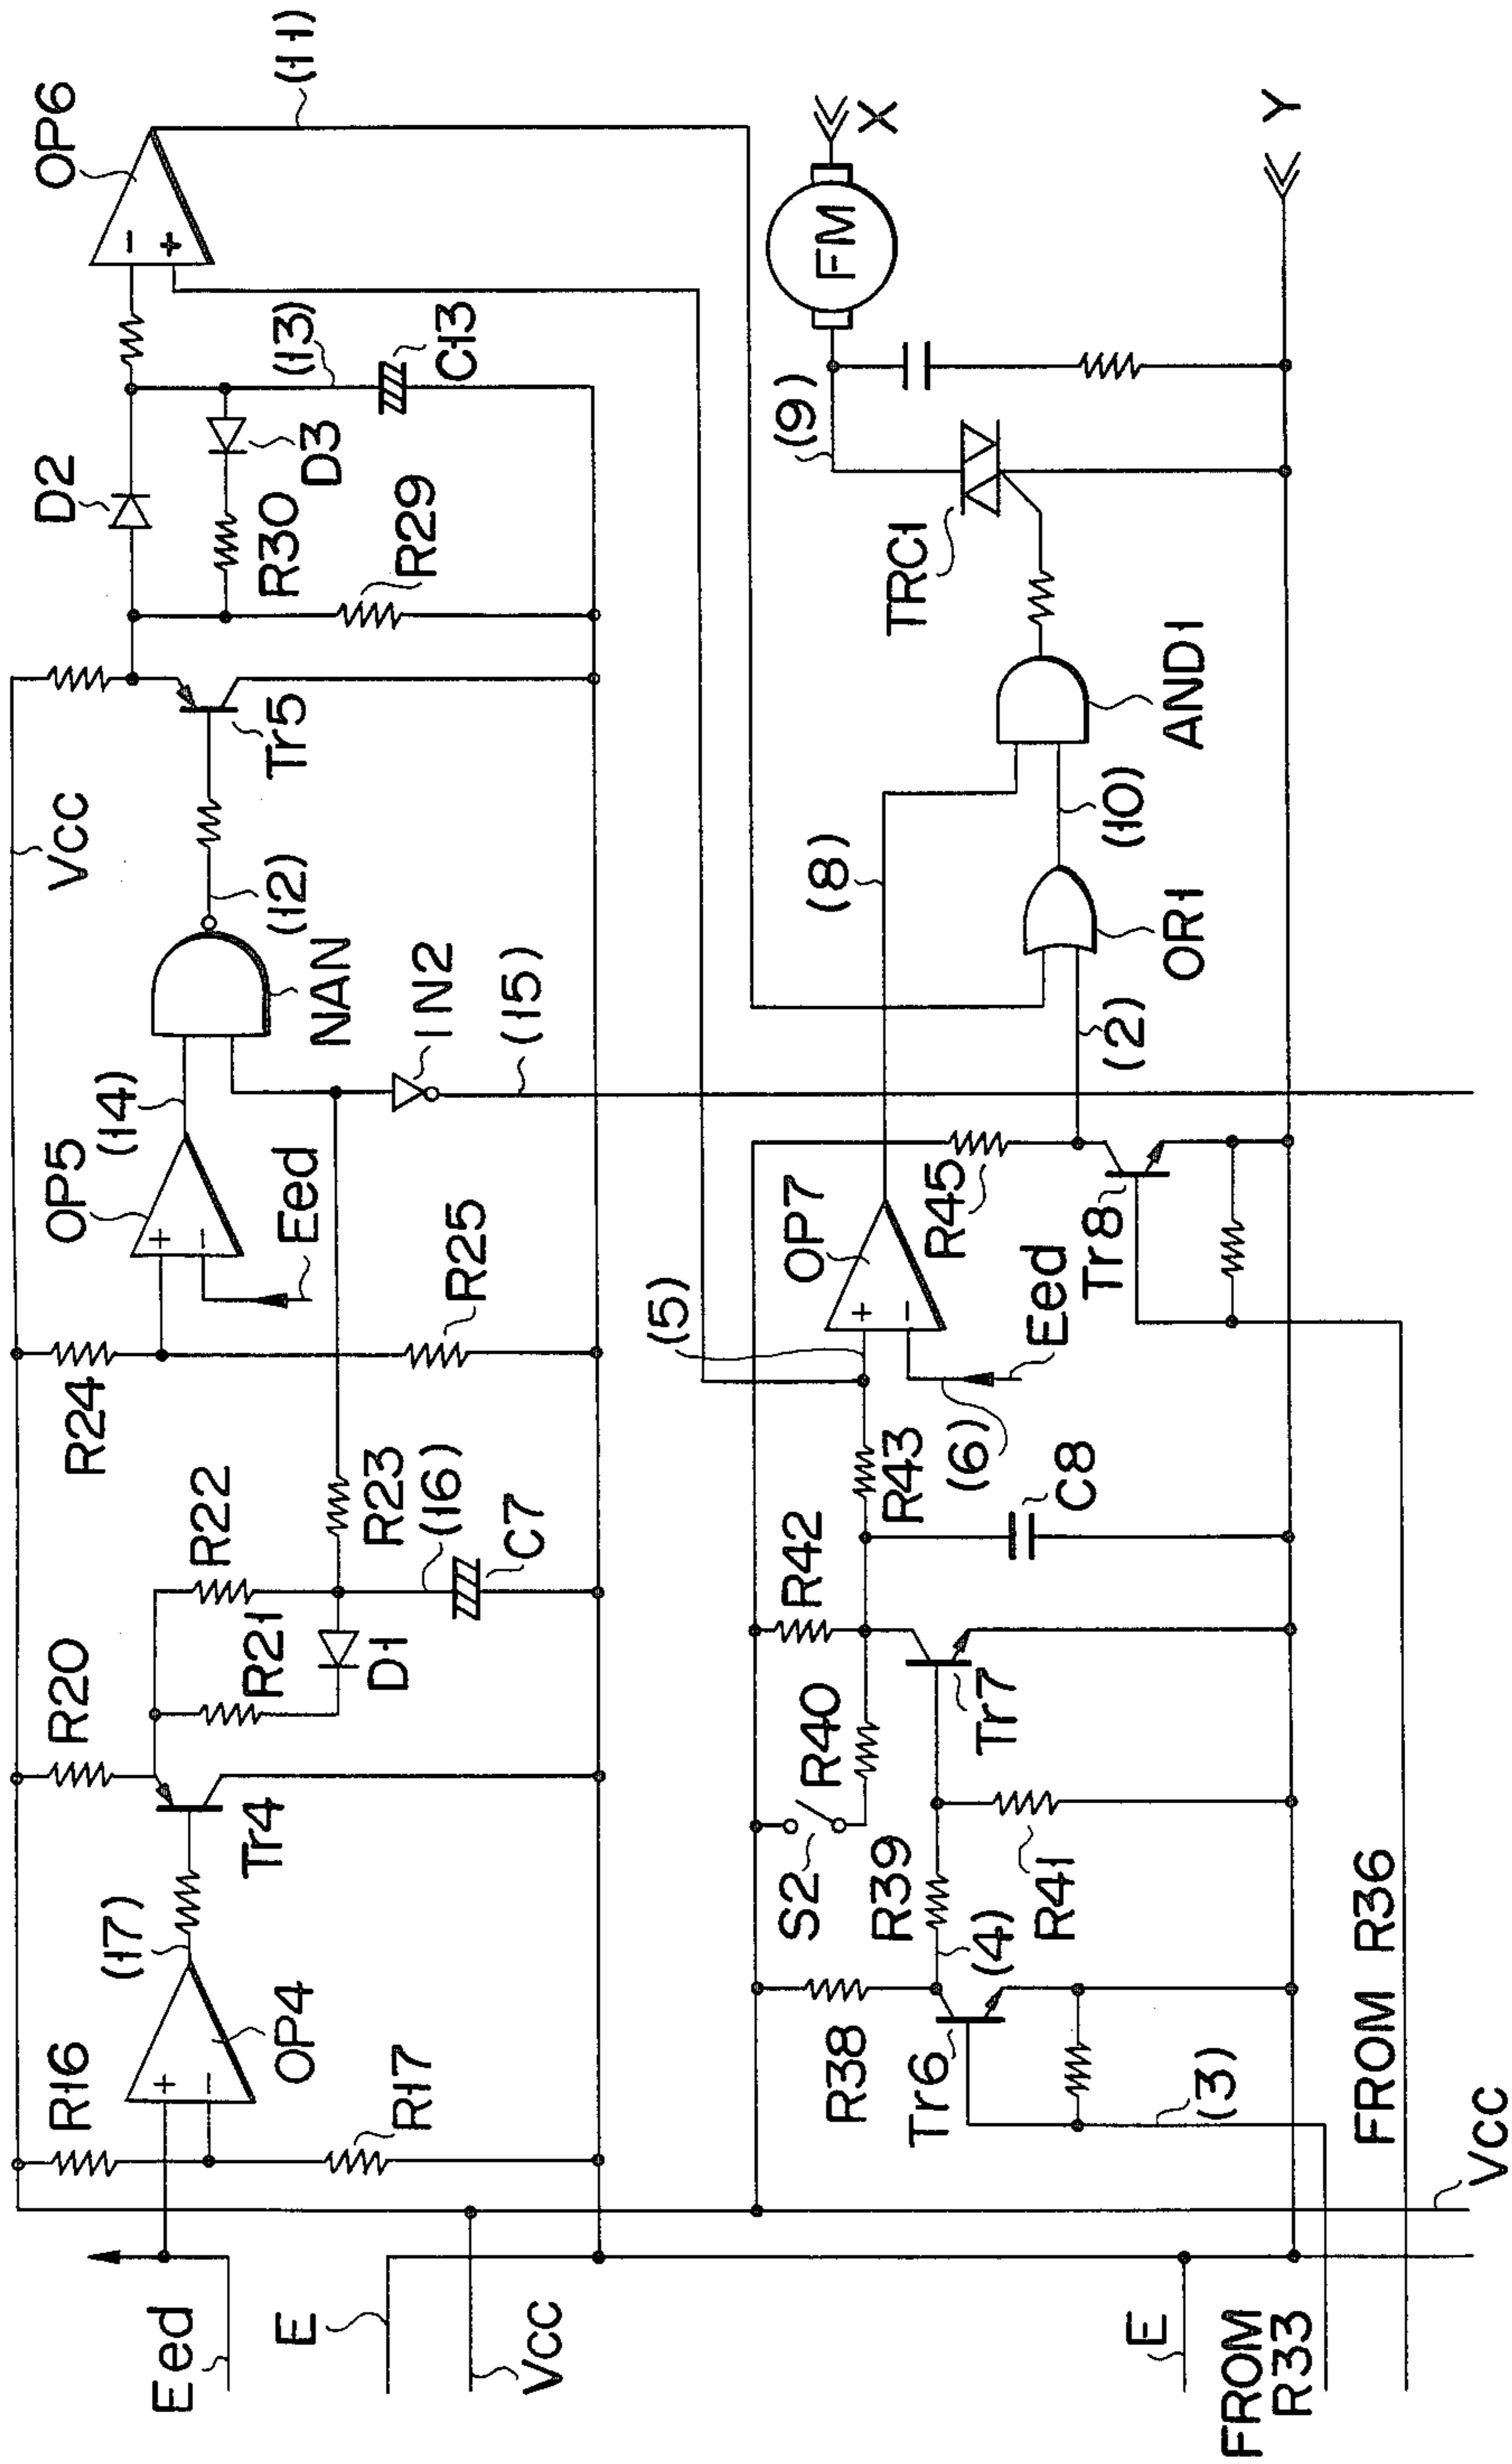 Eed
E
Vcc
R16
R17
OP4
(17)
R20
Tr4
R21
D1
R22
R23
(16)
C7
R24
R25
OP5
Eed
(14)
NAN
IN2
(15)
(12)
Vcc
Tr5
D2
R30
D3
R29
(13)
C13
OP6
(11)
+
−
+
−
−
+
E
FROM
R33
FROM R36
Vcc
(3)
Tr6
R38
(4)
R39
R41
S2
R40
Tr7
R42
R43
C8
(5)
(6)
Eed
OP7
+
−
R45
Tr8
(2)
OR1
(8)
(10)
AND1
TRC1
(9)
FM
X
Y